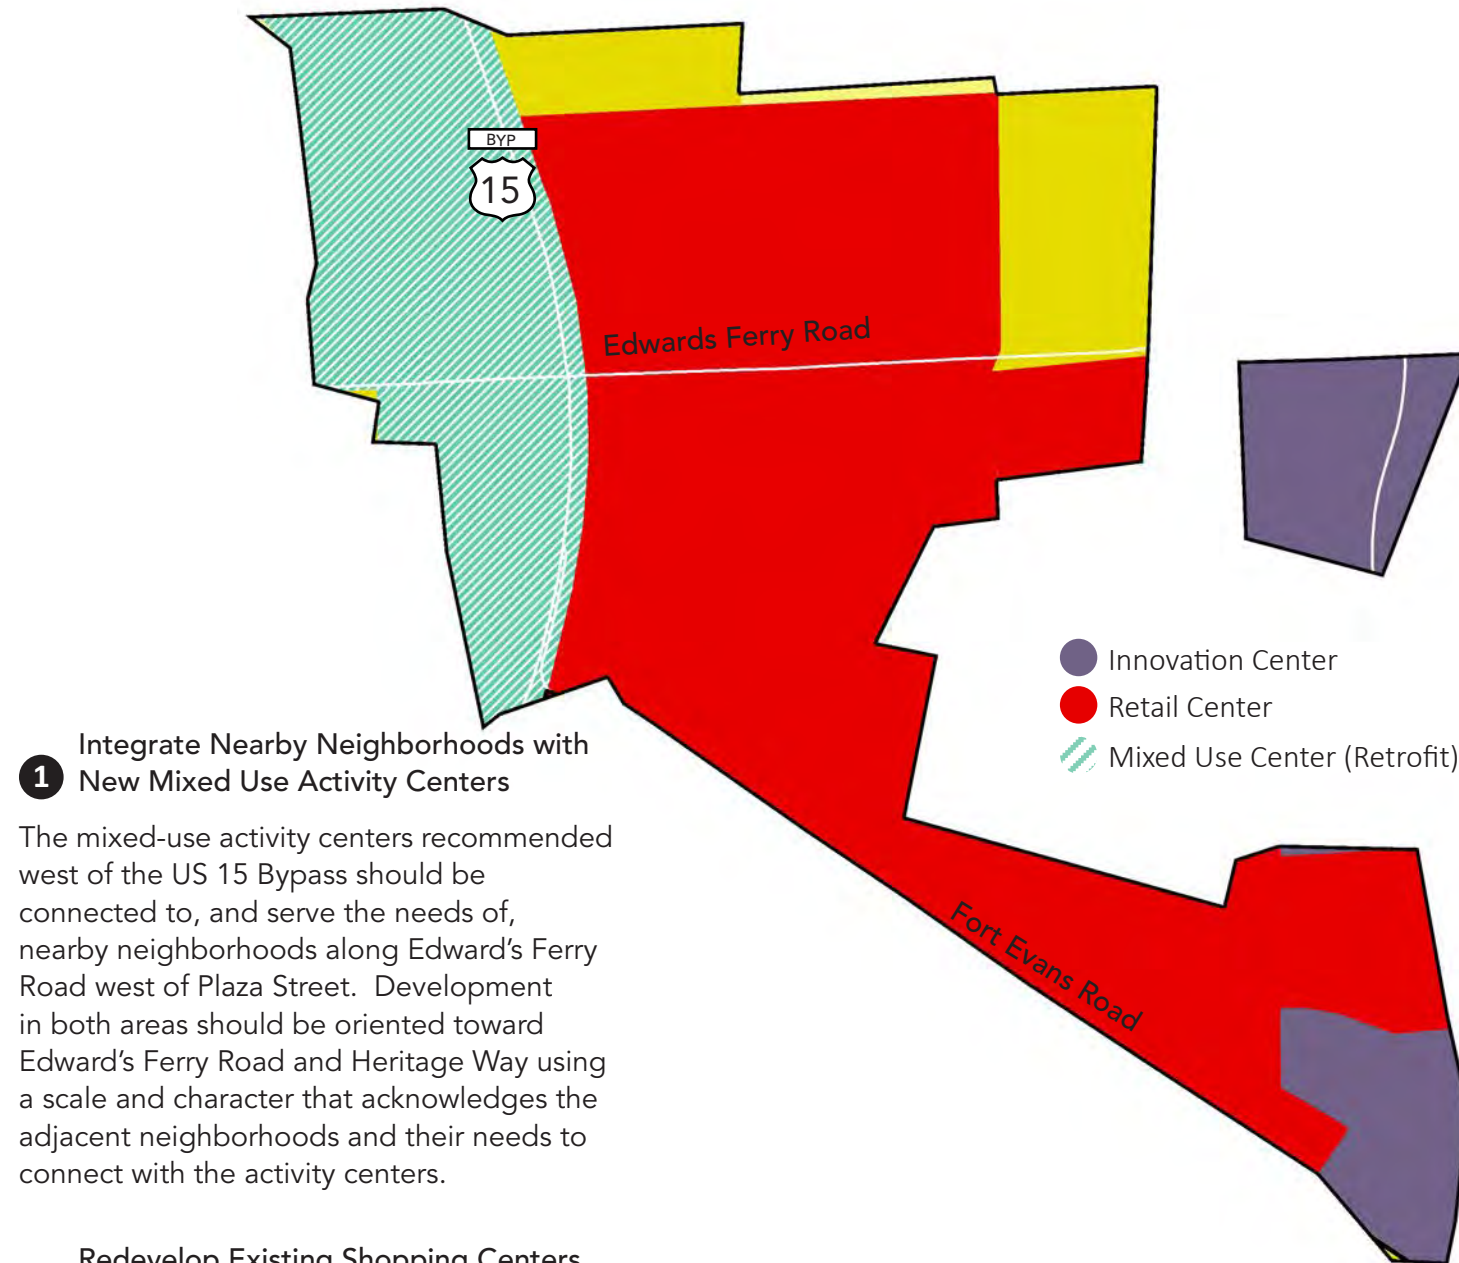 BYP
15
Edwards Ferry Road
Innovation Center
Retail Center
Mixed Use Center (Retrofit)
Fort Evans Road
1
Integrate Nearby Neighborhoods with
New Mixed Use Activity Centers
The mixed-use activity centers recommended
west of the US 15 Bypass should be
connected to, and serve the needs of,
nearby neighborhoods along Edward’s Ferry
Road west of Plaza Street.  Development
in both areas should be oriented toward
Edward’s Ferry Road and Heritage Way using
a scale and character that acknowledges the
adjacent neighborhoods and their needs to
connect with the activity centers.
Redevelop Existing Shopping Centers